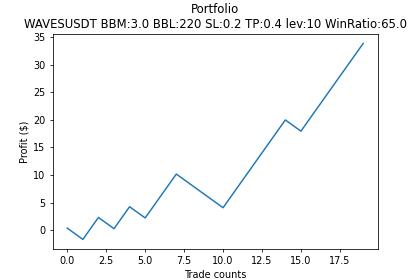 Portfolio
WAVESUSDT BBM:3.0 BBL:220 SL:0.2 TP:0.4 lev:10 WinRatio:65.0
35
30
25
20
15
10
5
0
Profit ($)
0.0 2.5 5.0 7.5 10.0 12.5 15.0 17.5
Trade counts